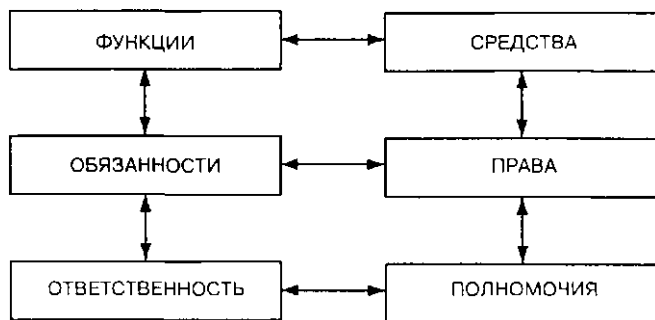 ФУНКЦИИ
СРЕДСТВА
ОБЯЗАННОСТИ
ПРАВА
ОТВЕТСТВЕННОСТЬ
ПОЛНОМОЧИЯ